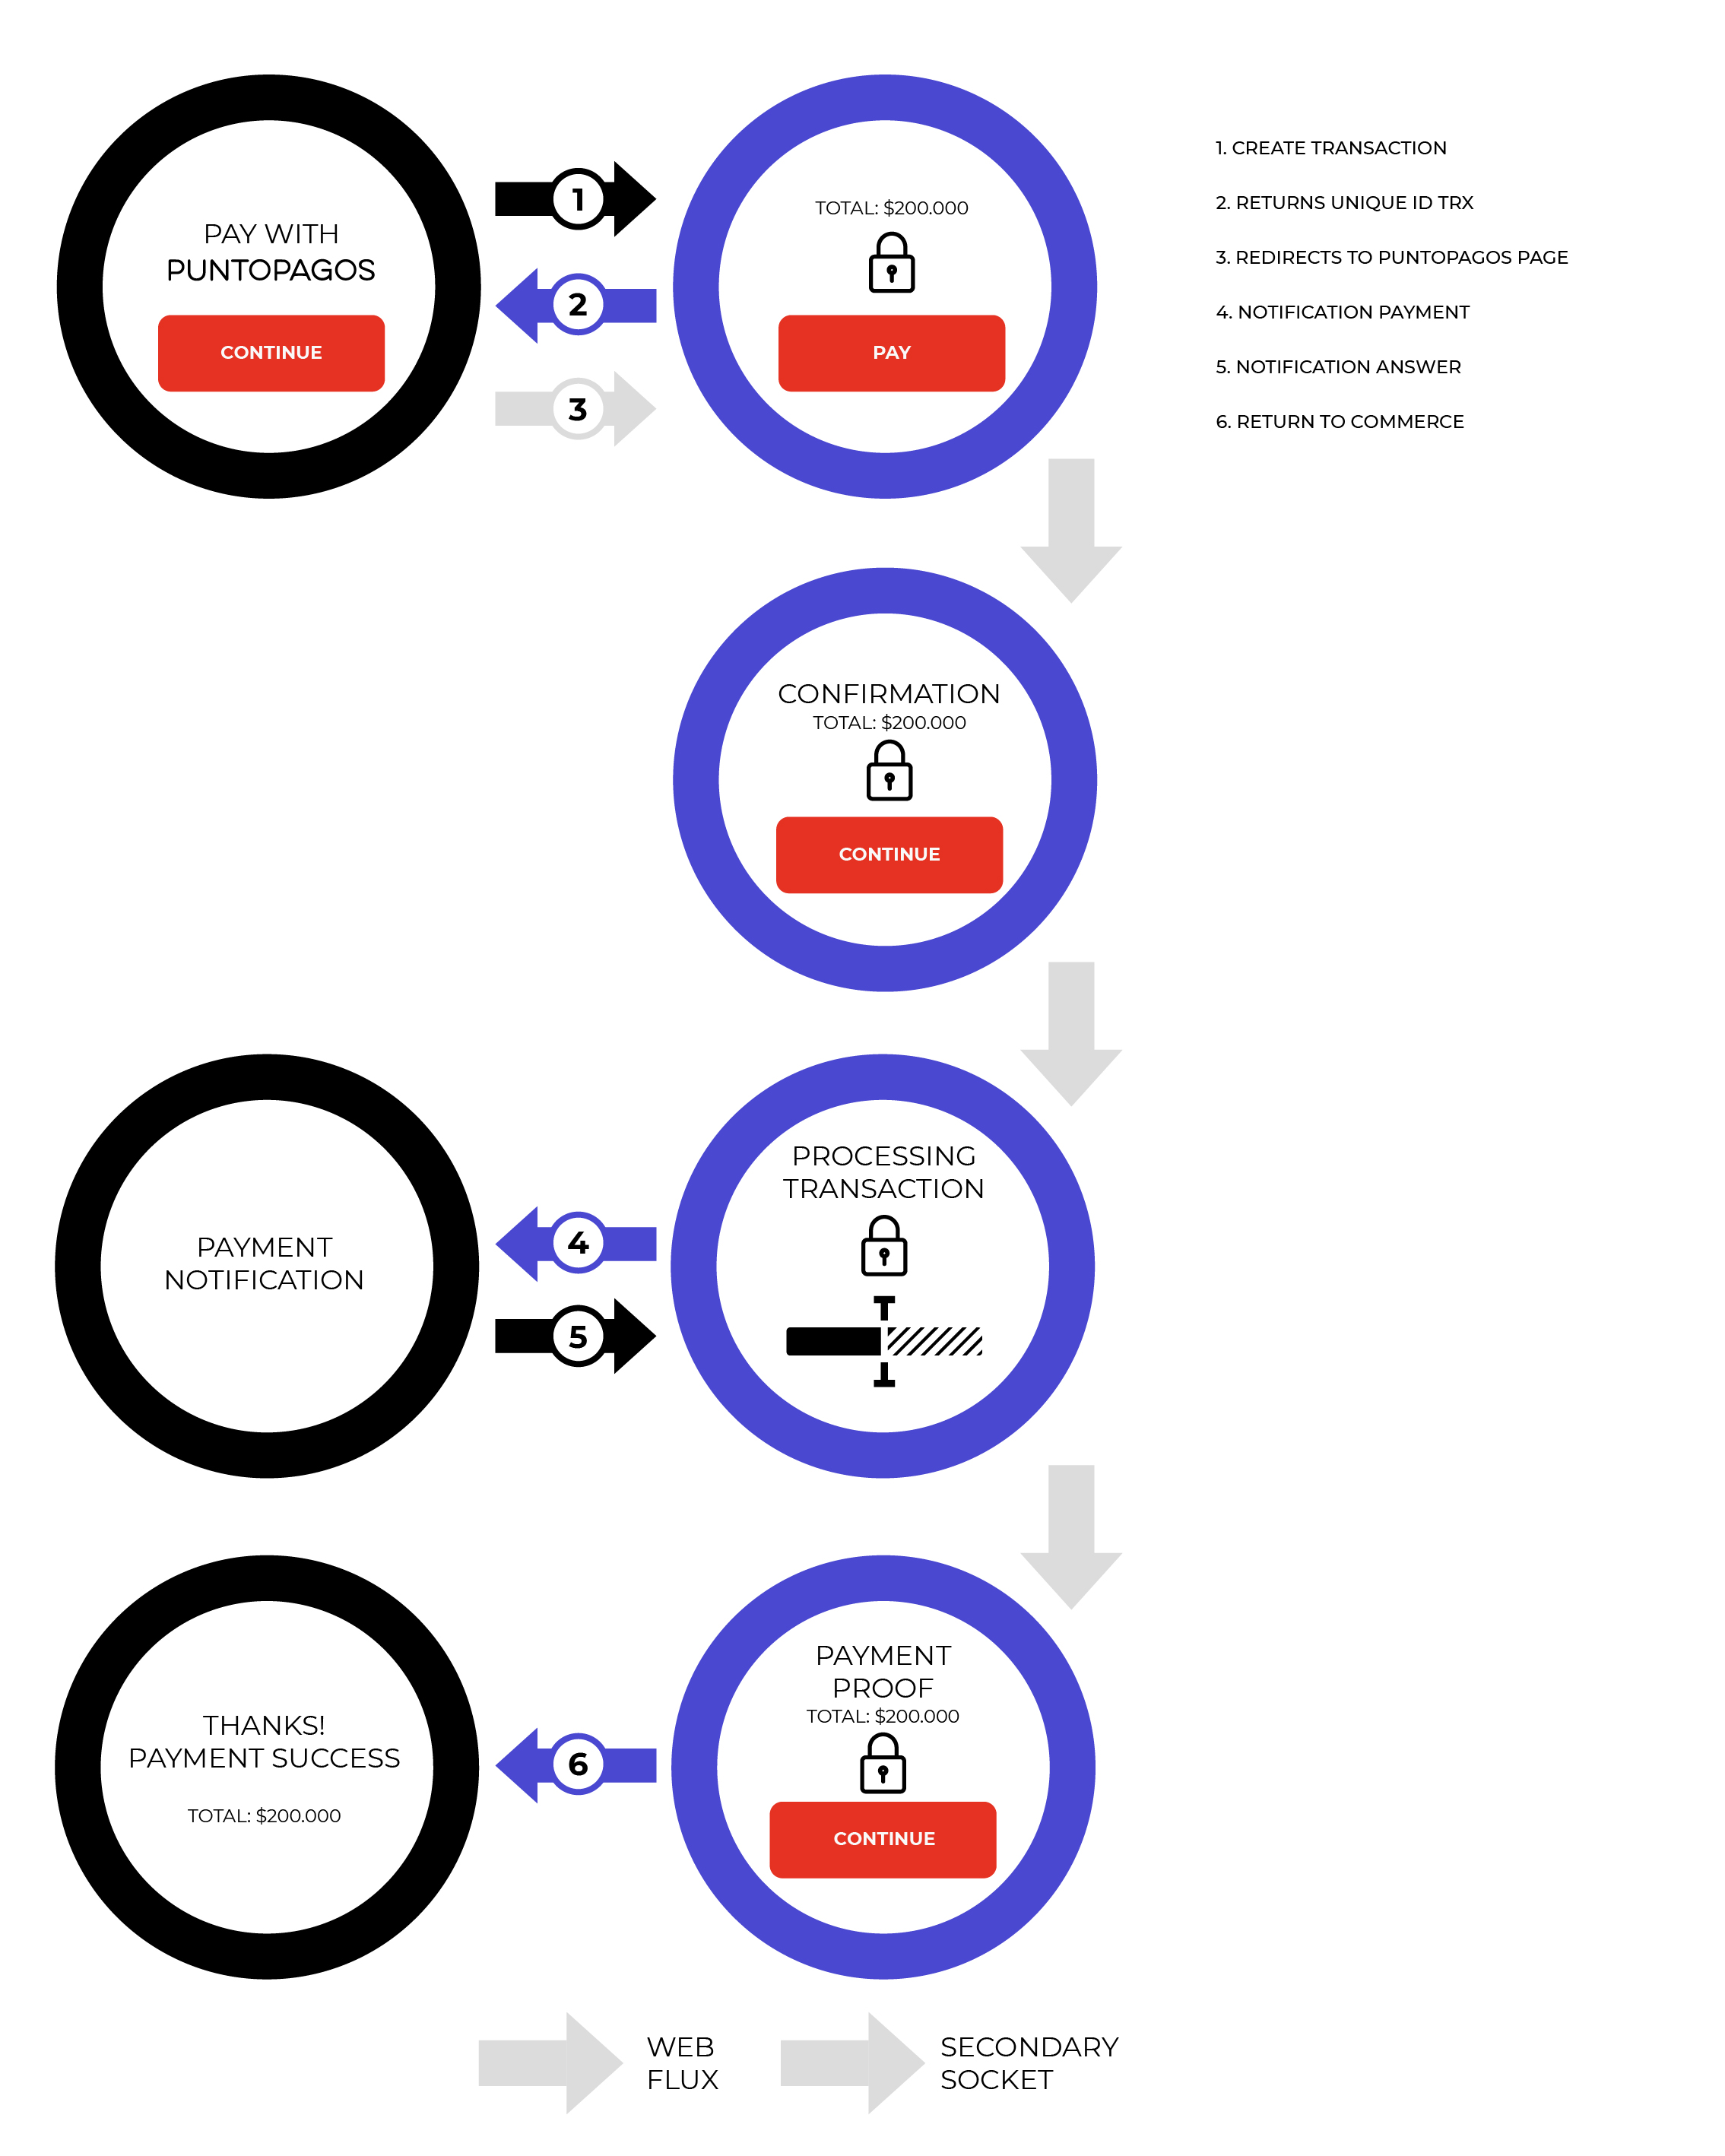 PAY WITH
PUNTOPAGOS
CONTINUE
1
2
3
TOTAL: $200.000
PAY
1. CREATE TRANSACTION
2. RETURNS UNIQUE ID TRX
3. REDIRECTS TO PUNTOPAGOS PAGE
4. NOTIFICATION PAYMENT
5. NOTIFICATION ANSWER
6. RETURN TO COMMERCE
CONFIRMATION
TOTAL: $200.000
CONTINUE
PAYMENT
NOTIFICATION
4
5
PROCESSING
TRANSACTION
THANKS!
PAYMENT SUCCESS
TOTAL: $200.000
6
PAYMENT
PROOF
TOTAL: $200.000
CONTINUE
WEB
FLUX
SECONDARY
SOCKET